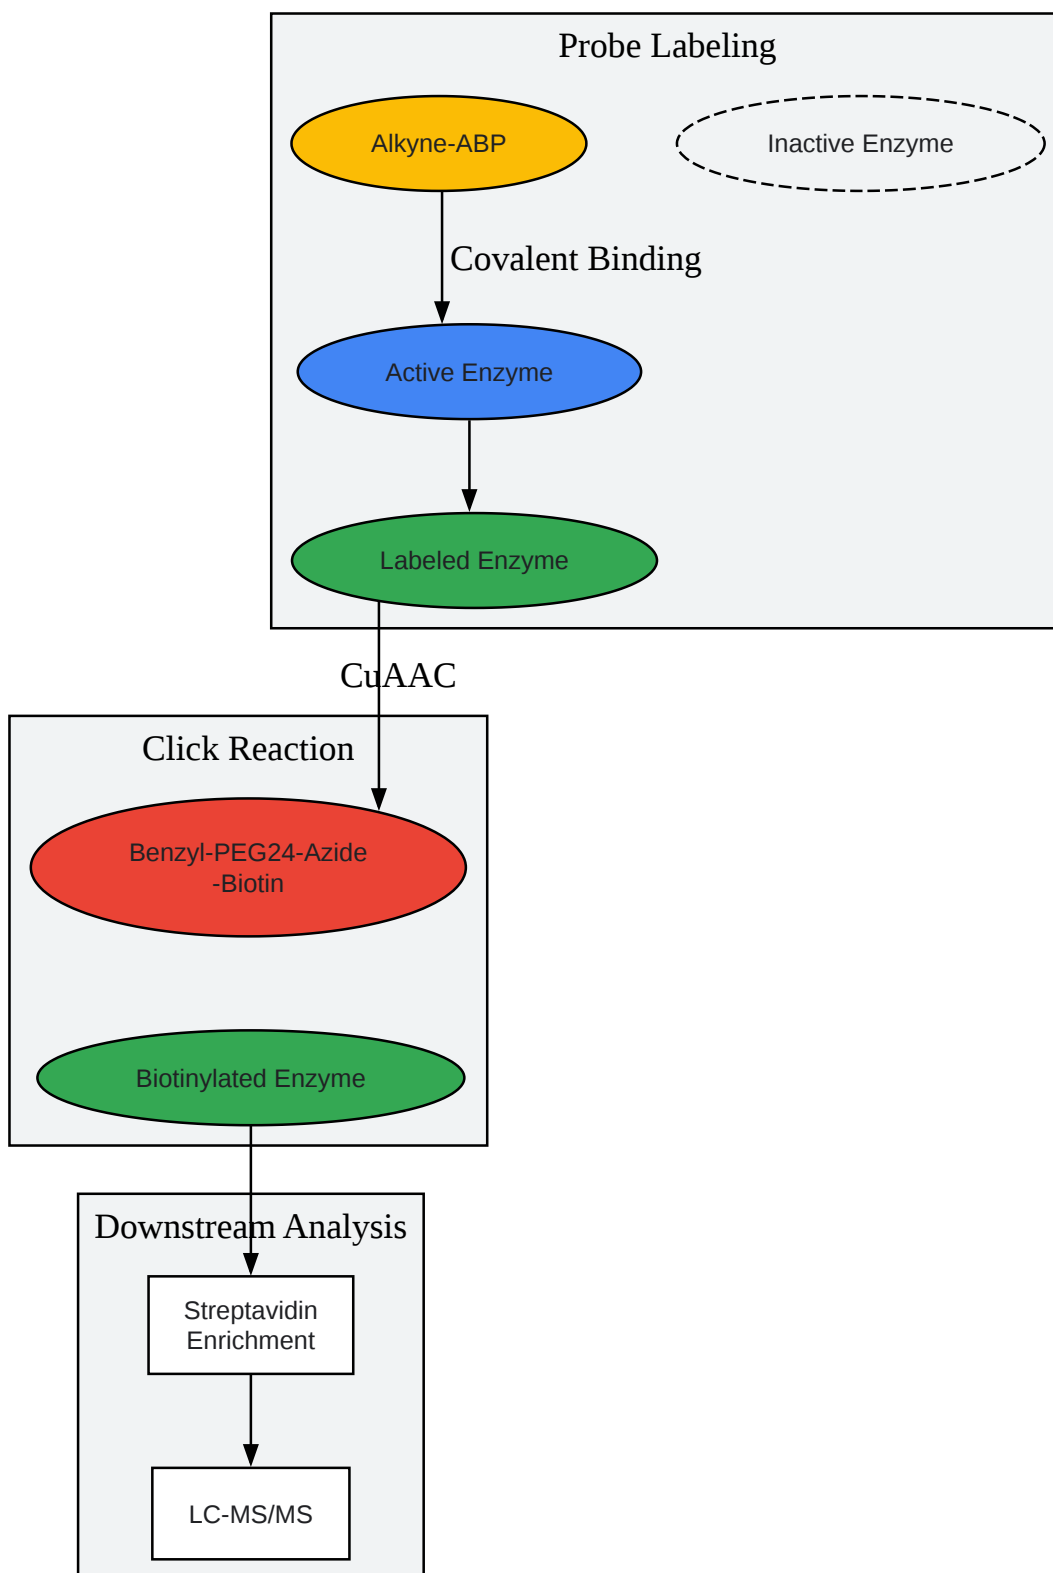 Probe Labeling
Alkyne-ABP
Inactive Enzyme
Covalent Binding
Active Enzyme
Labeled Enzyme
CuAAC
Click Reaction
Benzyl-PEG24-Azide
-Biotin
Biotinylated Enzyme
Downstream Analysis
Streptavidin
Enrichment
LC-MS/MS